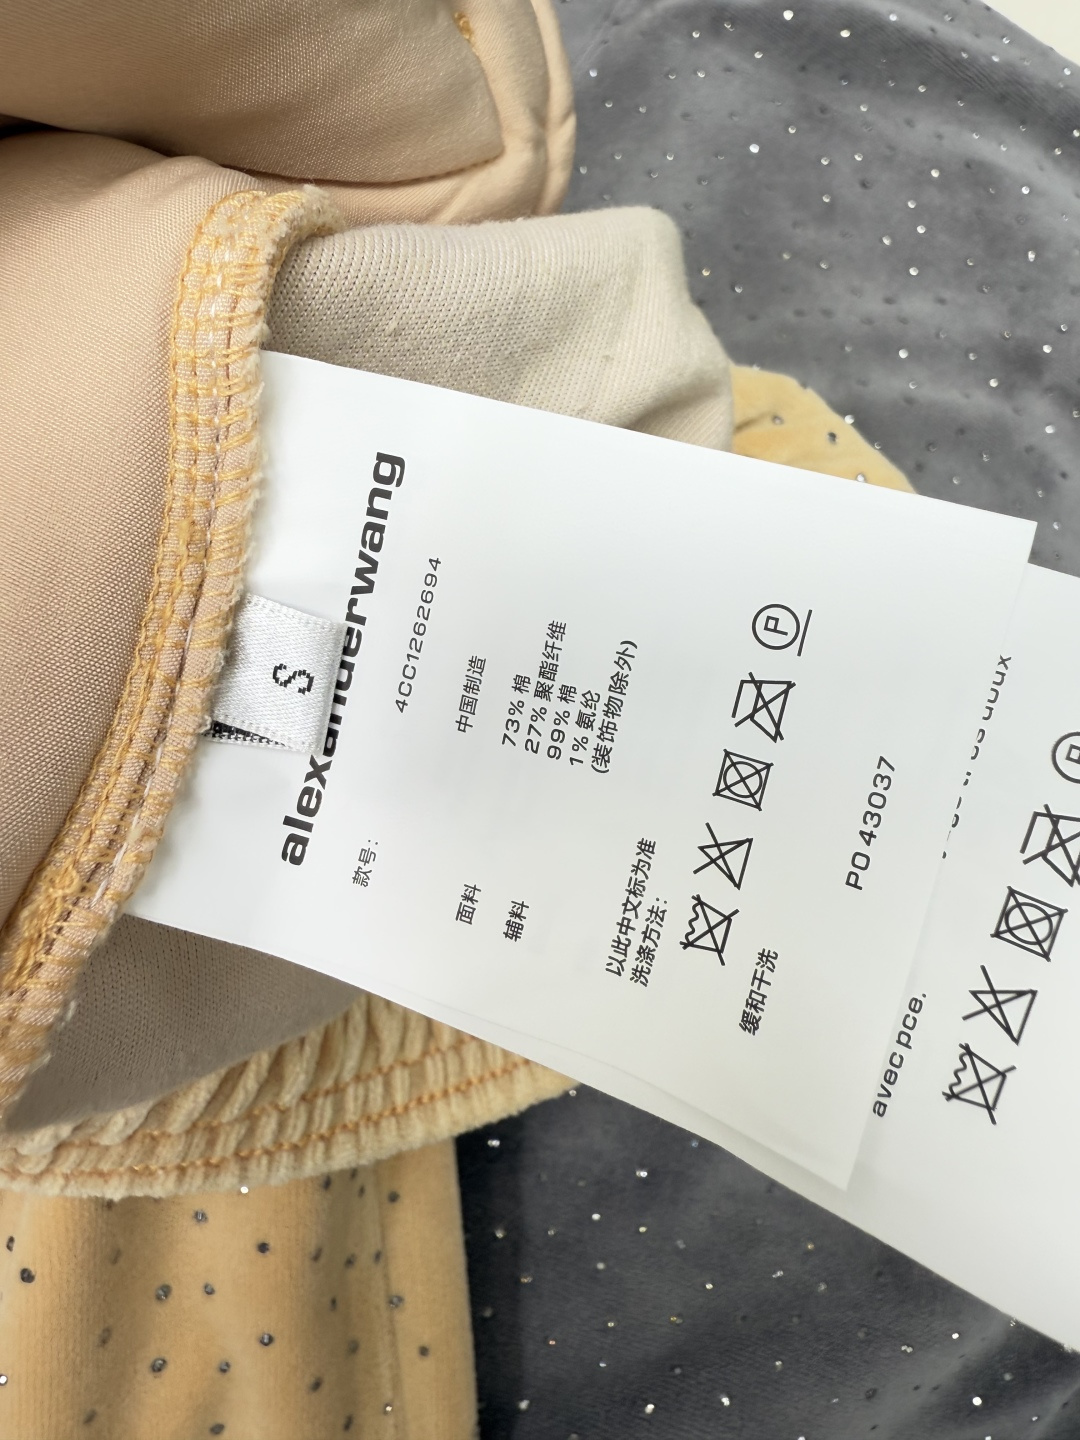 alexanderwang
S
款号： 4CC1262694
面料 中国制造
辅料 73% 棉
27% 聚酯纤维
99% 棉
1% 氨纶
(装饰物除外)
以此中文标为准
洗涤方法：
P
缓和干洗
PO 43037
doux
avec pce.
P